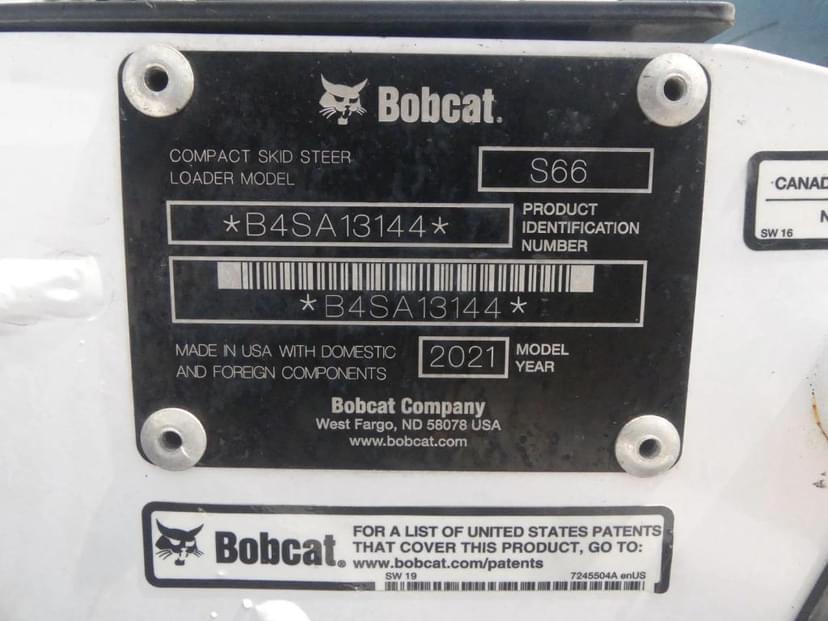 Bobcat.
COMPACT SKID STEER
LOADER MODEL
S66
*B4SA13144*
PRODUCT
IDENTIFICATION
NUMBER
*B4SA13144*
MADE IN USA WITH DOMESTIC
AND FOREIGN COMPONENTS
2021
MODEL
YEAR
Bobcat Company
West Fargo, ND 58078 USA
www.bobcat.com
CANAD
N
SW 16
Bobcat.
FOR A LIST OF UNITED STATES PATENTS
THAT COVER THIS PRODUCT, GO TO:
www.bobcat.com/patents
SW 19
7245504A enUS